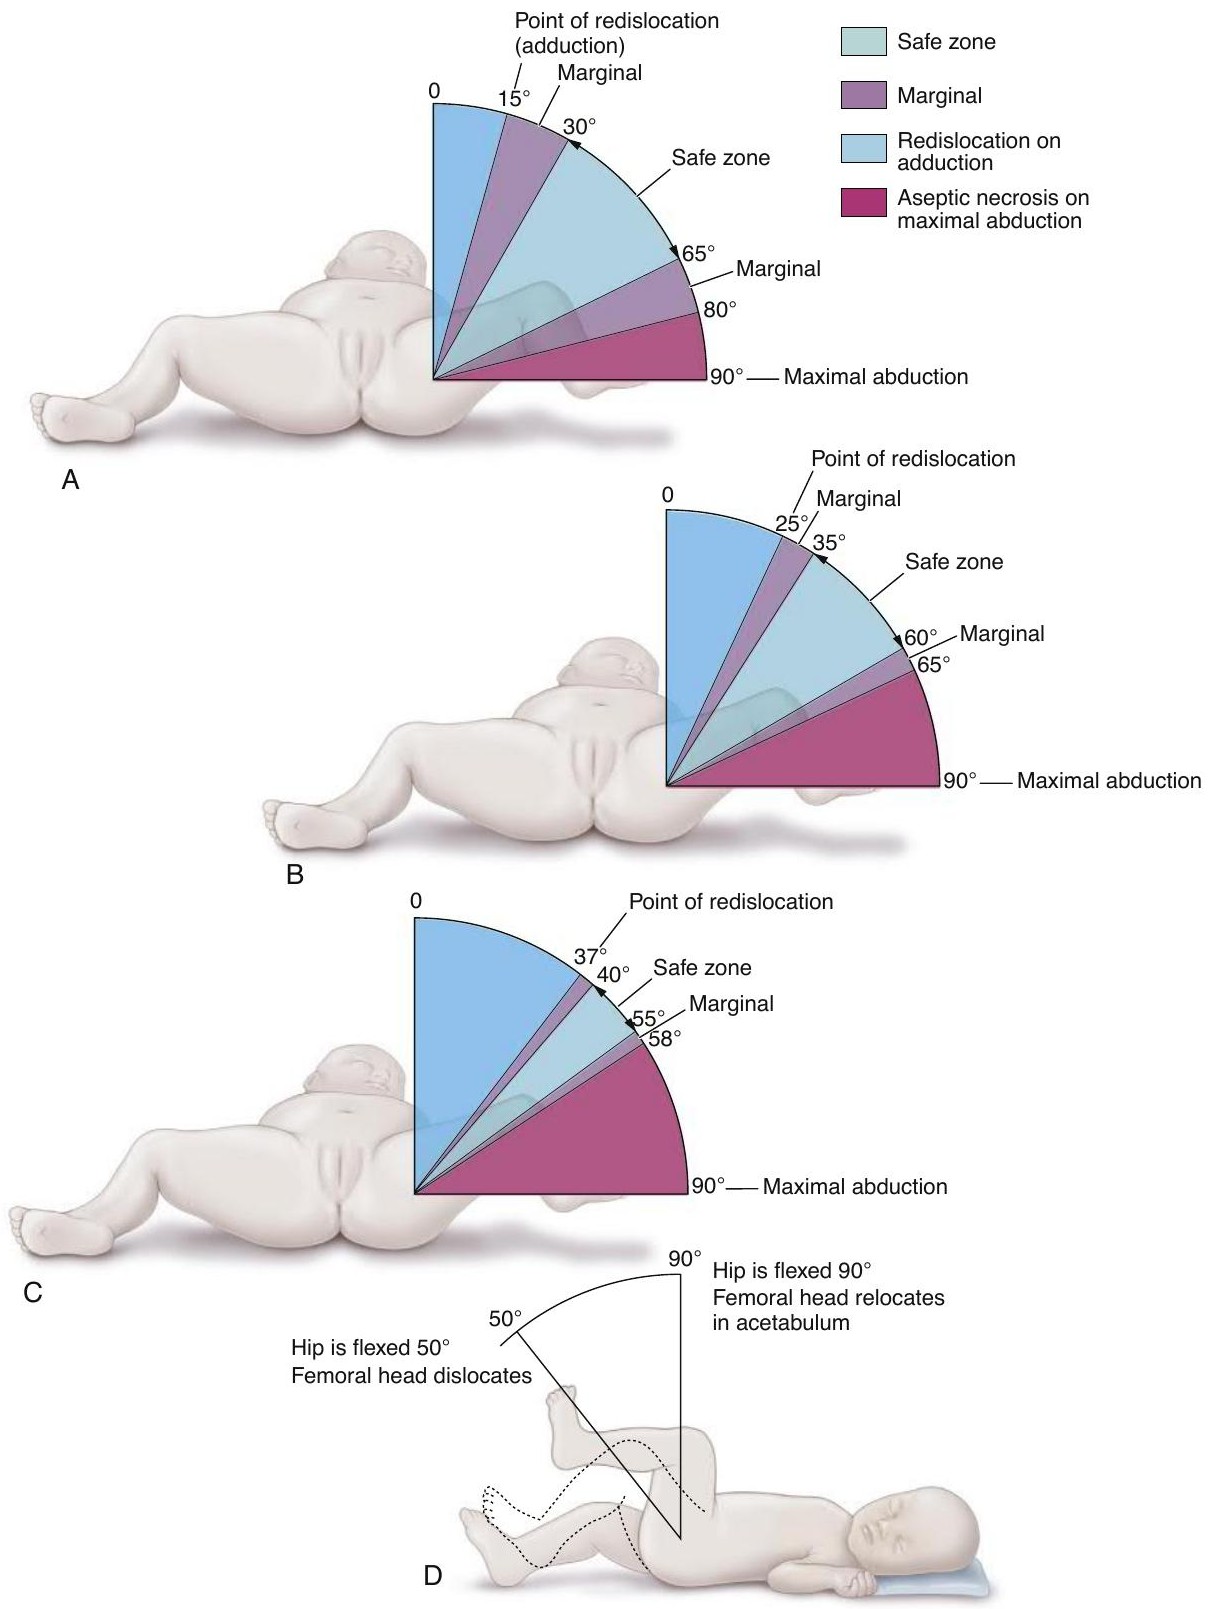 Point of redislocation
(adduction)
Marginal
0
15°
30°
Safe zone
65°
Marginal
80°
90°
Maximal abduction
Safe zone
Marginal
Redislocation on
adduction
Aseptic necrosis on
maximal abduction
A
Point of redislocation
0
Marginal
25°
35°
Safe zone
60°
Marginal
65°
90°
Maximal abduction
B
0
Point of redislocation
37°
40°
Safe zone
55°
Marginal
58°
90°
Maximal abduction
C
90°
Hip is flexed 90°
Femoral head relocates
in acetabulum
50°
Hip is flexed 50°
Femoral head dislocates
D